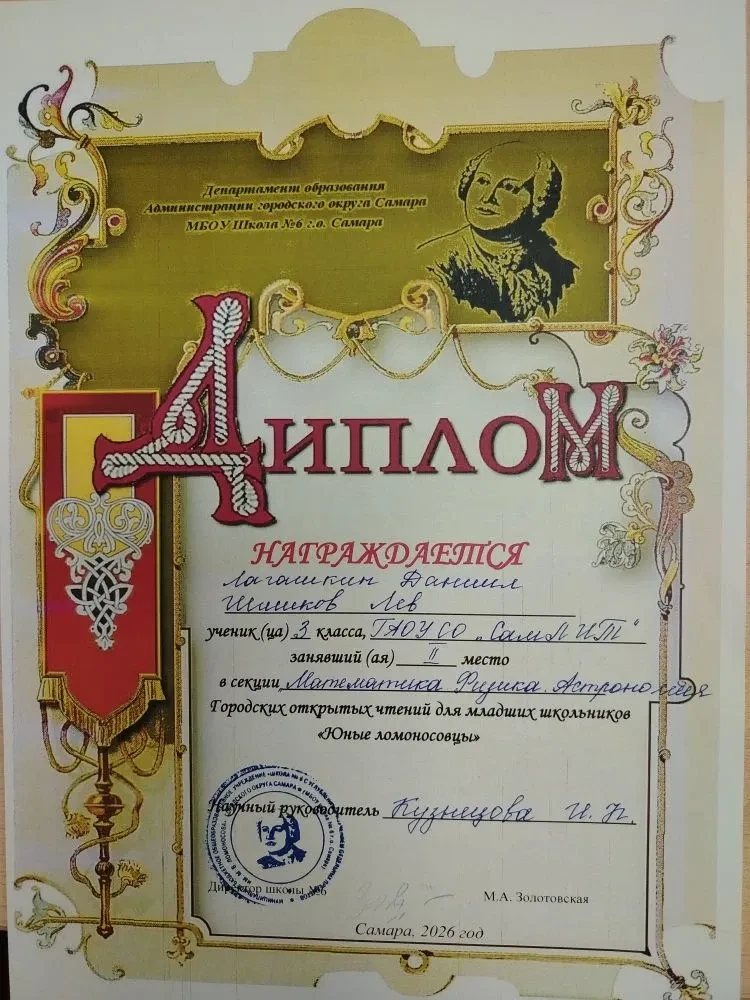 Департамент образования
Администрации городского округа Самара
МБОУ Школа №6 г.о. Самара
ДИПЛОМ
НАГРАЖДАЕТСЯ
Лагашкин Даниил
Шишков Лев
ученик (ца) 3 класса, ГАОУ СО „СамЛИТ"
занявший (ая) II место
в секции Математика Физика. Астрономия
Городских открытых чтений для младших школьников
«Юные ломоносовцы»
Научный руководитель Кузнецова И.Н.
Директор школы №6 М.А. Золотовская
Самара, 2026 год